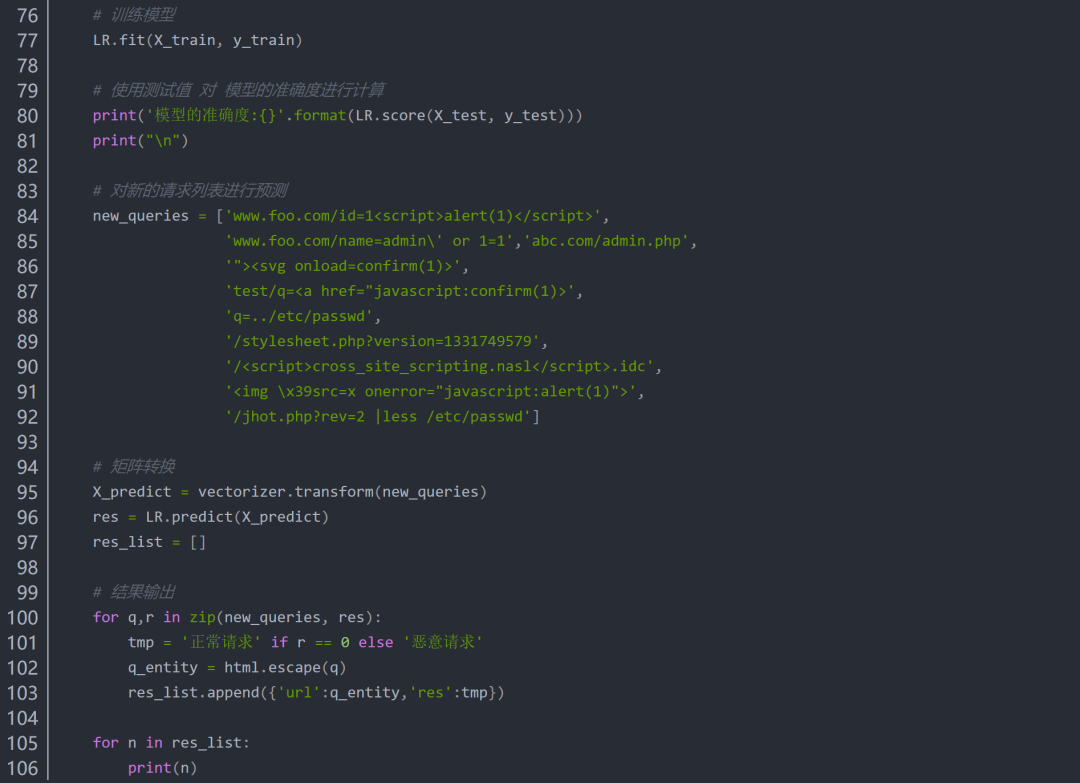 76 # 训练模型
77 LR.fit(X_train, y_train)
78
79 # 使用测试值 对 模型的准确度进行计算
80 print('模型的准确度:{}'.format(LR.score(X_test, y_test)))
81 print("\n")
82
83 # 对新的请求列表进行预测
84 new_queries = ['www.foo.com/id=1<script>alert(1)</script>',
85 'www.foo.com/name=admin\' or 1=1','abc.com/admin.php',
86 '"><svg onload=confirm(1)>',
87 'test/q=<a href="javascript:confirm(1)>',
88 'q=../etc/passwd',
89 '/stylesheet.php?version=1331749579',
90 '/<script>cross_site_scripting.nasl</script>.idc',
91 '<img \x39src=x onerror="javascript:alert(1)">',
92 '/jhot.php?rev=2 |less /etc/passwd']
93
94 # 矩阵转换
95 X_predict = vectorizer.transform(new_queries)
96 res = LR.predict(X_predict)
97 res_list = []
98
99 # 结果输出
100 for q,r in zip(new_queries, res):
101 tmp = '正常请求' if r == 0 else '恶意请求'
102 q_entity = html.escape(q)
103 res_list.append({'url':q_entity,'res':tmp})
104
105 for n in res_list:
106 print(n)